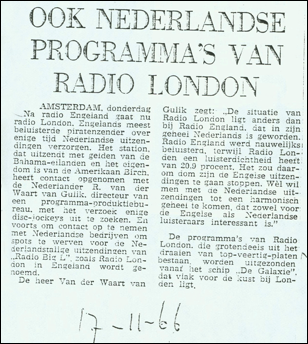 OOK NEDERLANDSE
PROGRAMMA'S VAN
RADIO LONDON
AMSTERDAM, donderdag
„Na radio Engeland gaat nu
radio London, Engelands meest
beluisterde piratenzender over
enige tijd Nederlandse uitzen-
dingen verzorgen. Het station,
dat uitzendt met gelden van de
Bahama-eilanden en het eigen-
dom is van de Amerikaan Birch,
heeft contact opgenomen met
de Nederlander R. van der
Waart van Gulik, directeur van
een programma-produktiebu-
reau, met het verzoek enige
disc-jockeys uit te zoeken. En
voorts om contact op te nemen
met Nederlandse bedrijven om
spots te werven voor de Ne-
derlandstalige uitzendingen van
„Radio Big L”, zoals Radio Lon-
don in Engeland wordt ge-
noemd.
De heer Van der Waart van
Gulik zegt: „De situatie van
Radio London ligt anders dan
bij Radio England, dat in zijn
geheel Nederlands is geworden.
Radio England werd nauwelijks
beluisterd, terwijl Radio Lon-
den een luisterdichtheid heeft
van 20.9 procent. Het zou daar-
om dom zijn de Engelse uitzen-
dingen te gaan stoppen. Wèl wil
men met de Nederlandse uit-
zendingen tot een harmonisch
geheel te komen, dat zowel voor
de Engelse als Nederlandse
luisteraars interessant is.”
De programma's van Radio
London, die grotendeels uit het
draaien van top-veertig-platen
bestaan, worden uitgezonden
vanaf het schip „De Galaxie”,
dat vlak voor de kust bij Lon-
den ligt.
17-11-66